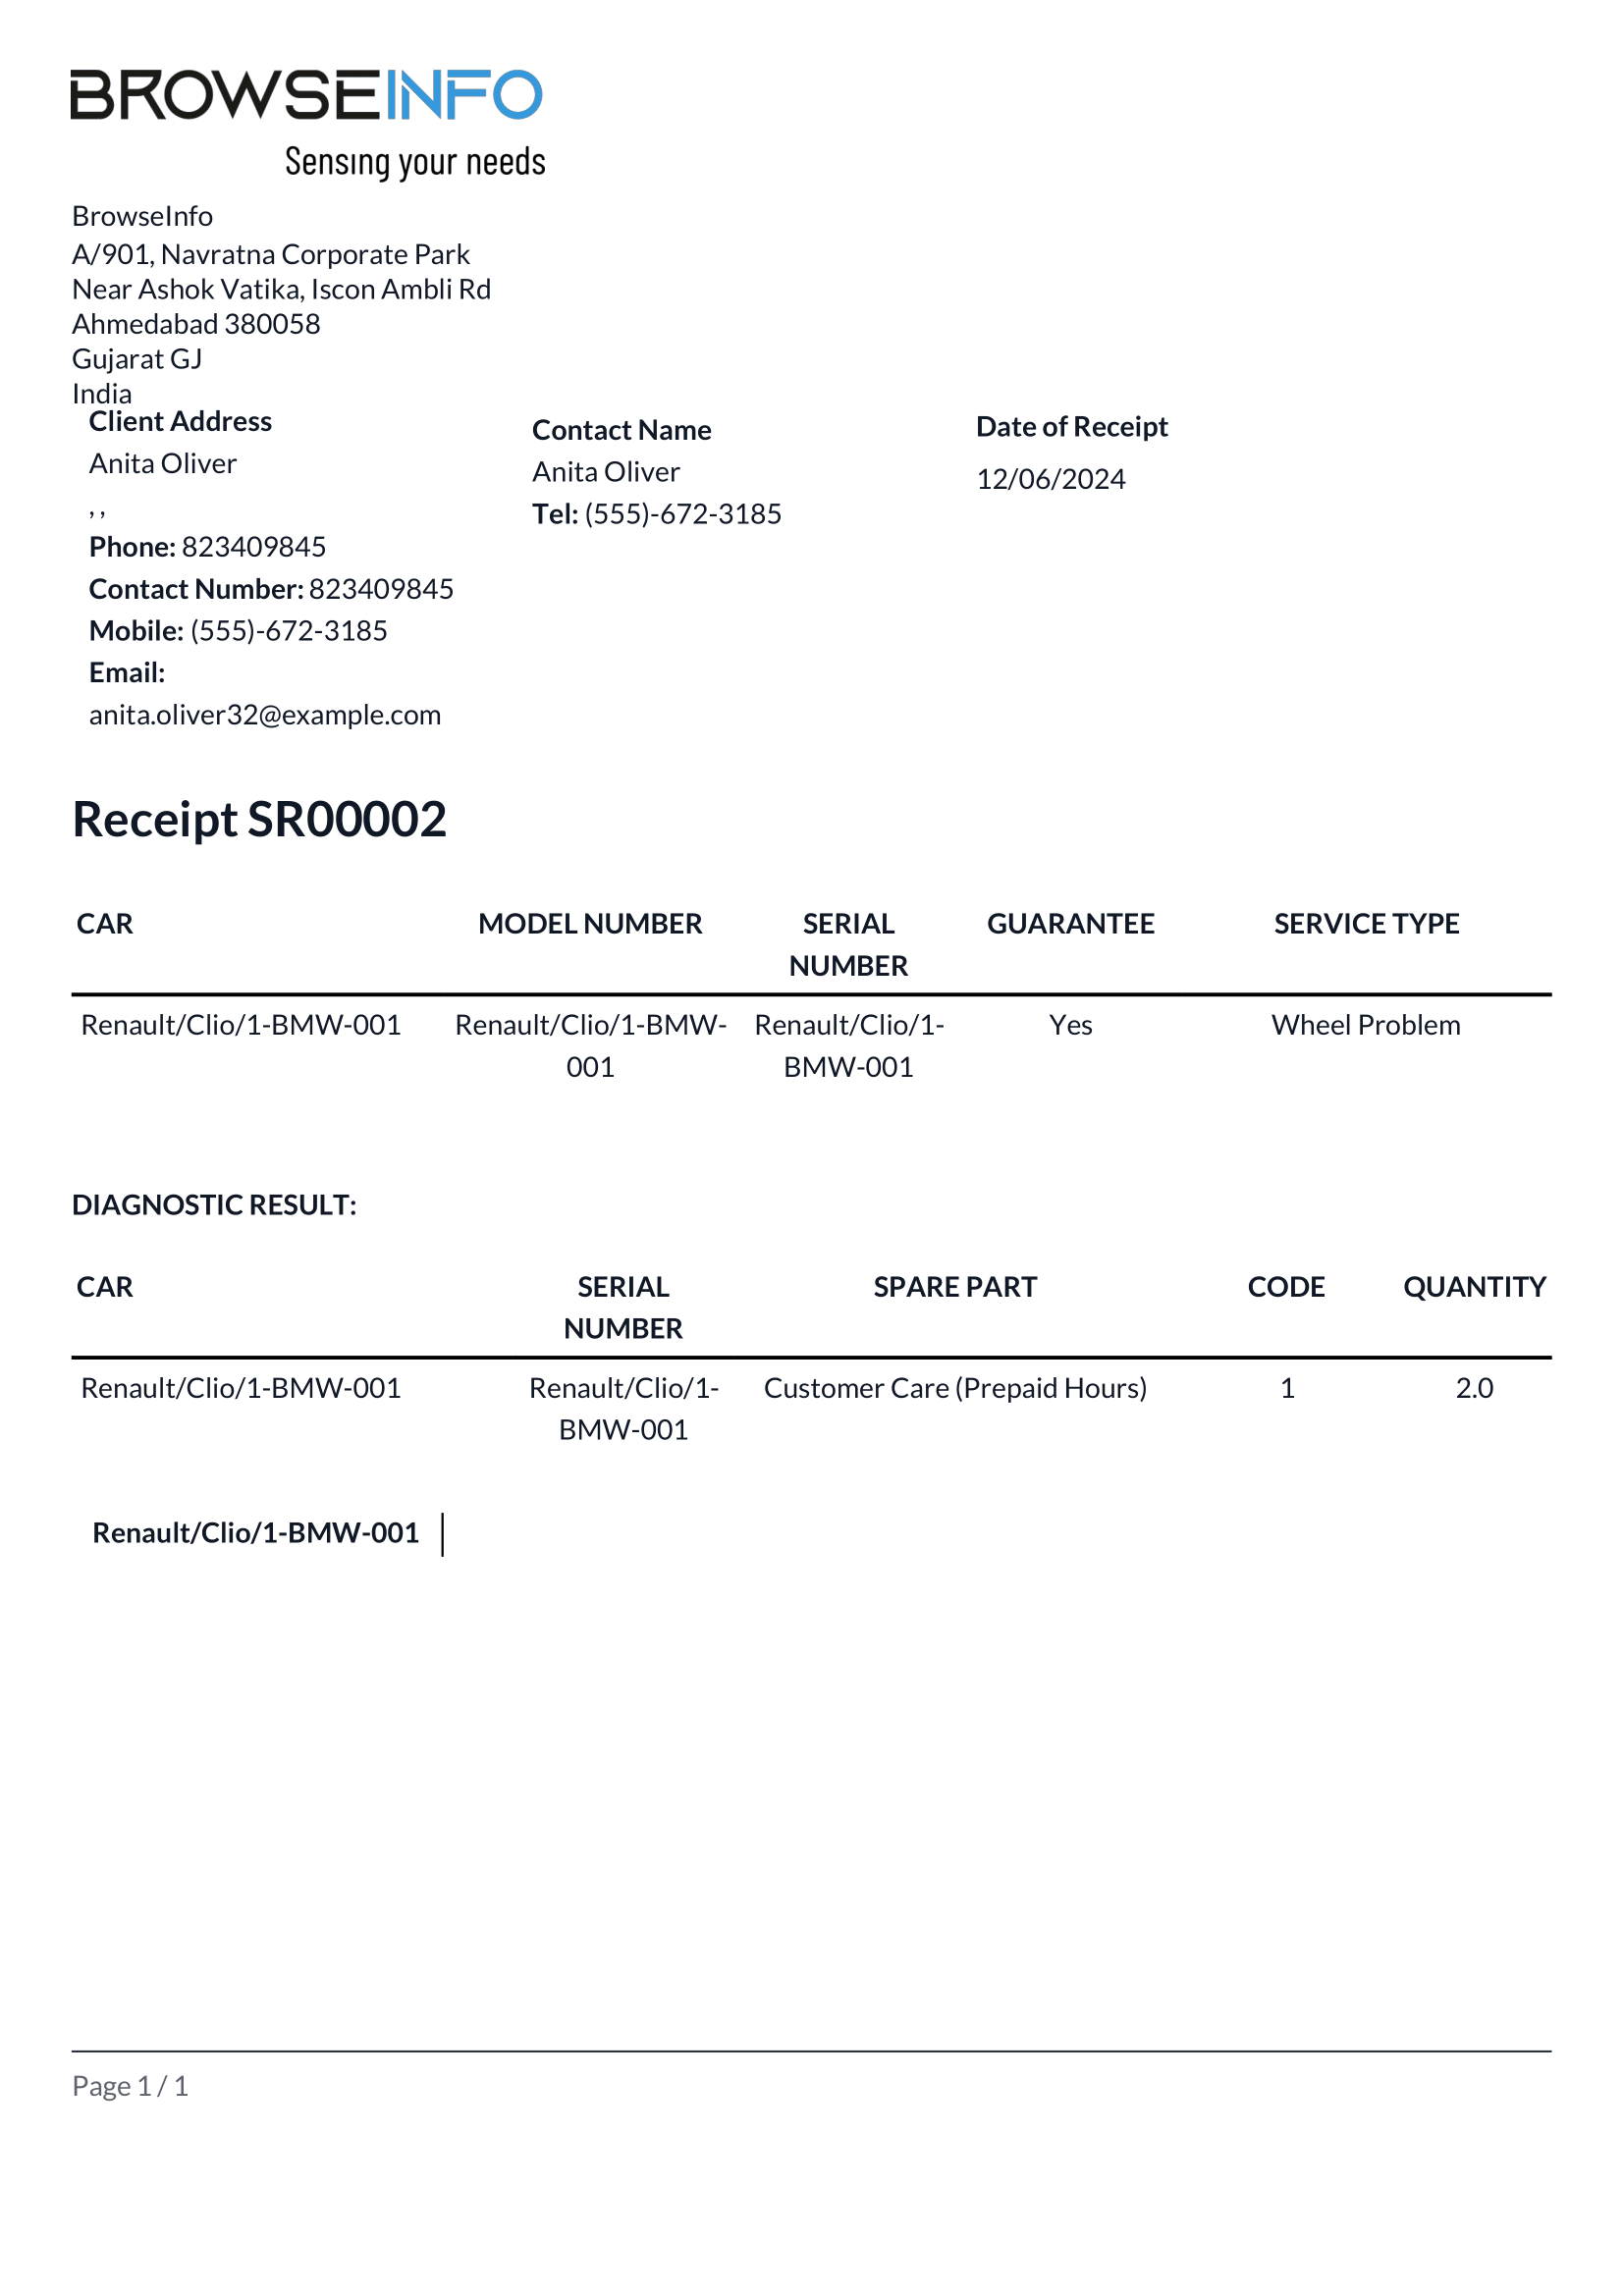 BROWSEINFO
Sensing your needs
BrowseInfo
A/901, Navratna Corporate Park
Near Ashok Vatika, Iscon Ambli Rd
Ahmedabad 380058
Gujarat GJ
India
Client Address
Anita Oliver
, ,
Phone: 823409845
Contact Number: 823409845
Mobile: (555)-672-3185
Email:
anita.oliver32@example.com
Contact Name
Anita Oliver
Tel: (555)-672-3185
Date of Receipt
12/06/2024
Receipt SR00002
CAR MODEL NUMBER SERIAL GUARANTEE SERVICE TYPE
NUMBER
Renault/Clio/1-BMW-001 Renault/Clio/1-BMW- Renault/Clio/1- Yes Wheel Problem
001 BMW-001
DIAGNOSTIC RESULT:
CAR SERIAL SPARE PART CODE QUANTITY
NUMBER
Renault/Clio/1-BMW-001 Renault/Clio/1- Customer Care (Prepaid Hours) 1 2.0
BMW-001
Renault/Clio/1-BMW-001
Page 1 / 1